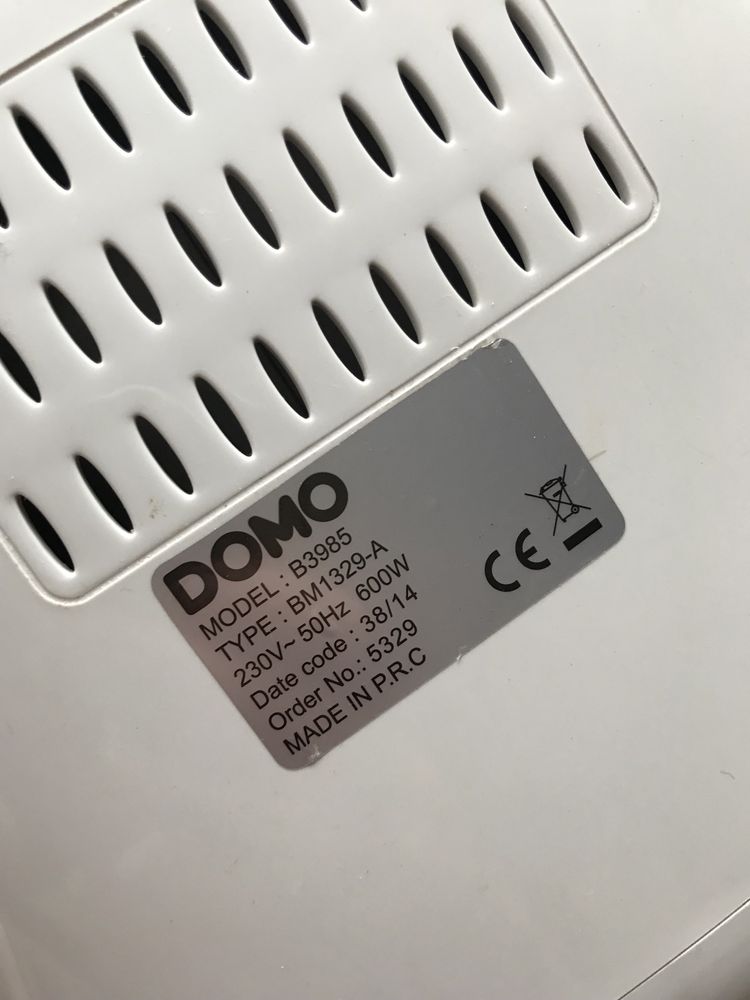 DOMO
MODEL : B3985
TYPE : BM1329-A
230V~ 50Hz 600W
Date code : 38/14
Order No.: 5329
MADE IN P.R.C
CE